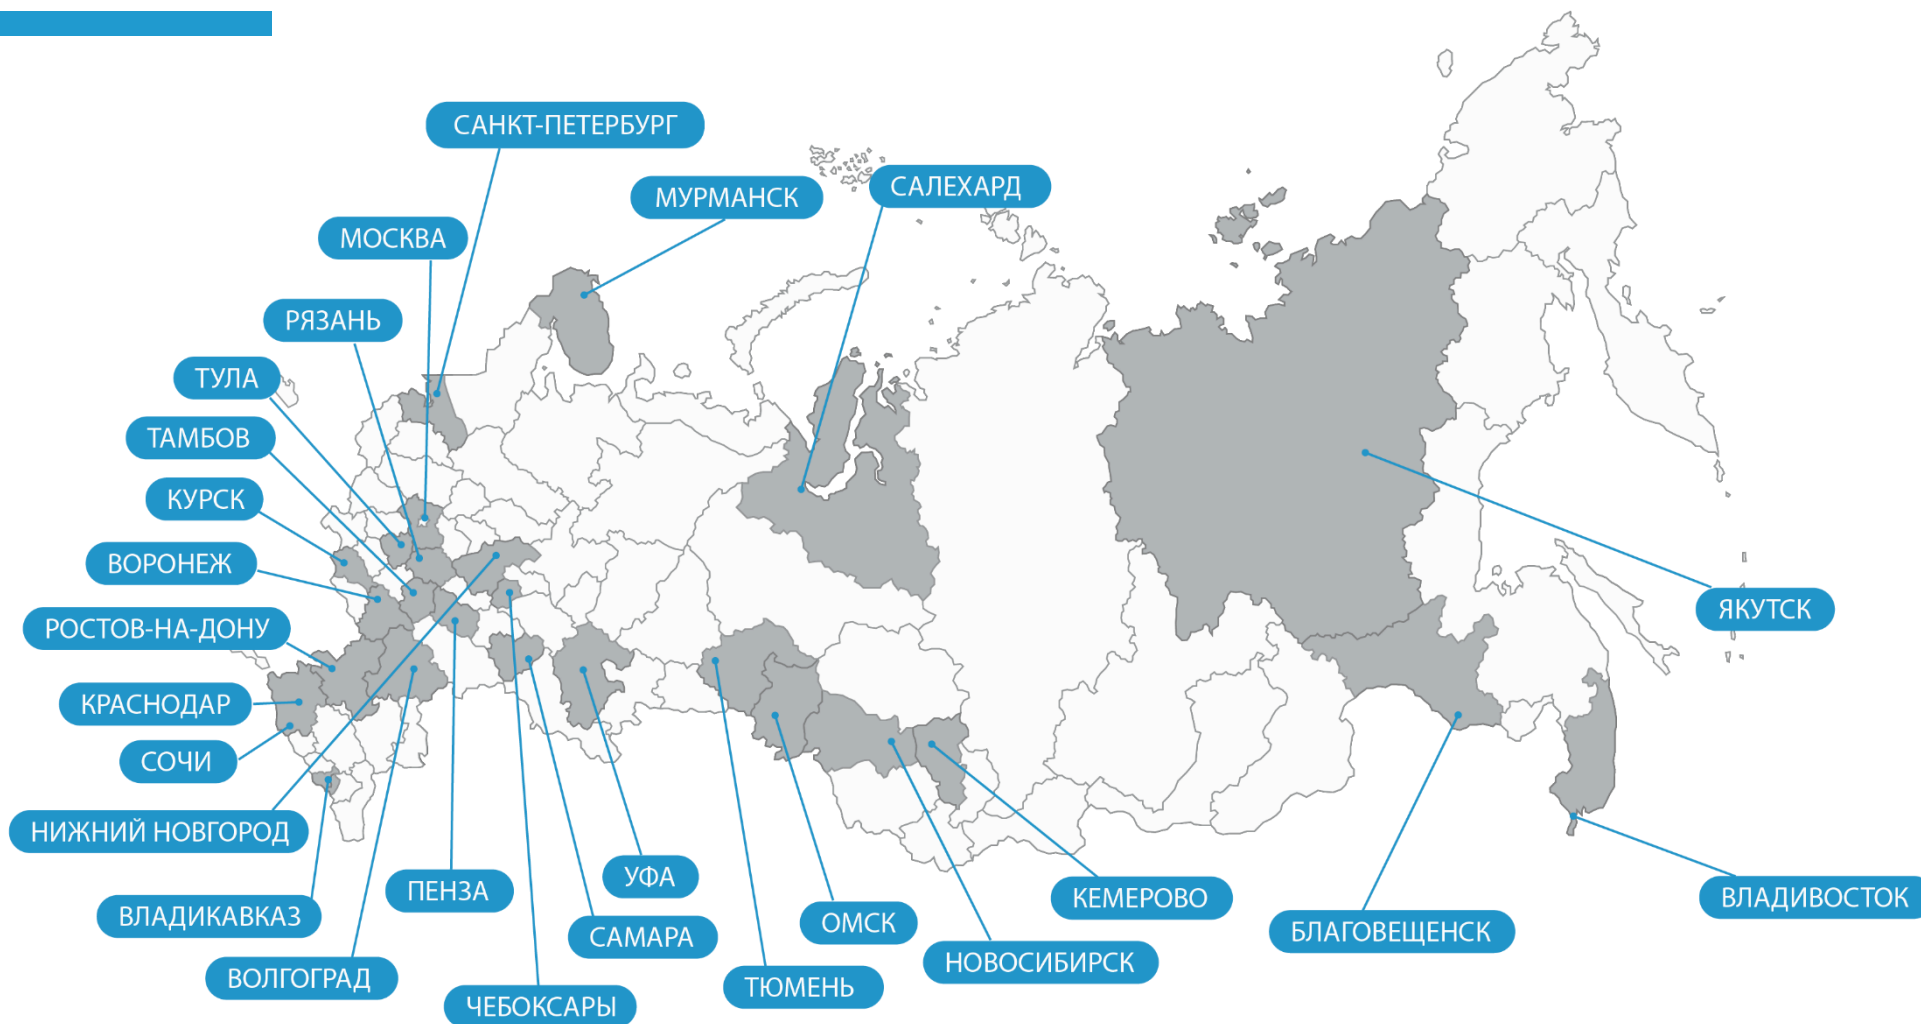 САНКТ-ПЕТЕРБУРГ
МУРМАНСК
САЛЕХАРД
МОСКВА
РЯЗАНЬ
ТУЛА
ТАМБОВ
КУРСК
ВОРОНЕЖ
РОСТОВ-НА-ДОНУ
ЯКУТСК
КРАСНОДАР
СОЧИ
НИЖНИЙ НОВГОРОД
УФА
ПЕНЗА
КЕМЕРОВО
ВЛАДИВОСТОК
ВЛАДИКАВКАЗ
ОМСК
БЛАГОВЕЩЕНСК
САМАРА
НОВОСИБИРСК
ВОЛГОГРАД
ТЮМЕНЬ
ЧЕБОКСАРЫ